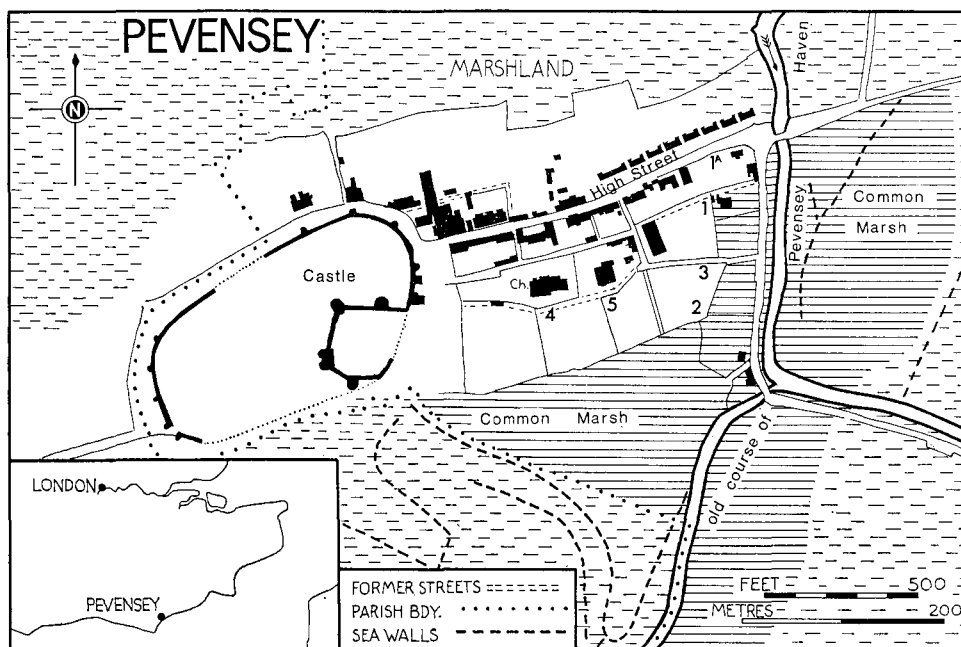 PEVENSEY
N
MARSHLAND
Haven
High Street
1A
1
Pevensey
Common
Marsh
Castle
Ch.
3
2
4
5
Common Marsh
old course of
LONDON
PEVENSEY
FORMER STREETS
PARISH BDY.
SEA WALLS
FEET 500
METRES 200